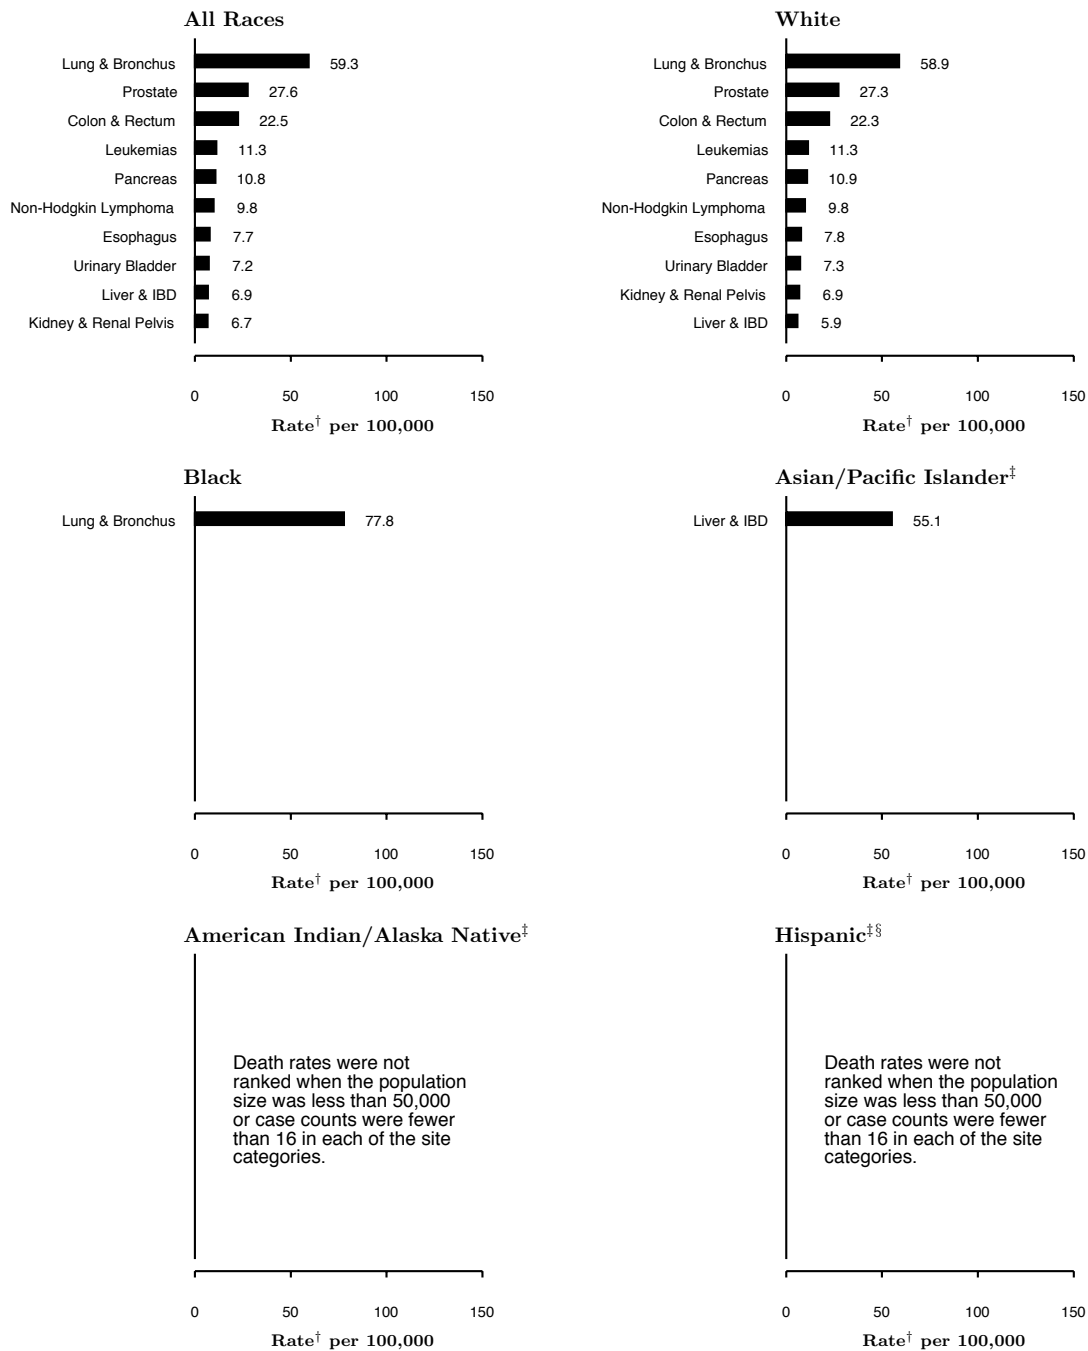 All Races
Lung & Bronchus 59.3
Prostate 27.6
Colon & Rectum 22.5
Leukemias 11.3
Pancreas 10.8
Non-Hodgkin Lymphoma 9.8
Esophagus 7.7
Urinary Bladder 7.2
Liver & IBD 6.9
Kidney & Renal Pelvis 6.7
0 50 100 150
Rate† per 100,000
White
Lung & Bronchus 58.9
Prostate 27.3
Colon & Rectum 22.3
Leukemias 11.3
Pancreas 10.9
Non-Hodgkin Lymphoma 9.8
Esophagus 7.8
Urinary Bladder 7.3
Kidney & Renal Pelvis 6.9
Liver & IBD 5.9
0 50 100 150
Rate† per 100,000
Black
Lung & Bronchus 77.8
0 50 100 150
Rate† per 100,000
Asian/Pacific Islander‡
Liver & IBD 55.1
0 50 100 150
Rate† per 100,000
American Indian/Alaska Native‡
Death rates were not
ranked when the population
size was less than 50,000
or case counts were fewer
than 16 in each of the site
categories.
0 50 100 150
Rate† per 100,000
Hispanic‡§
Death rates were not
ranked when the population
size was less than 50,000
or case counts were fewer
than 16 in each of the site
categories.
0 50 100 150
Rate† per 100,000